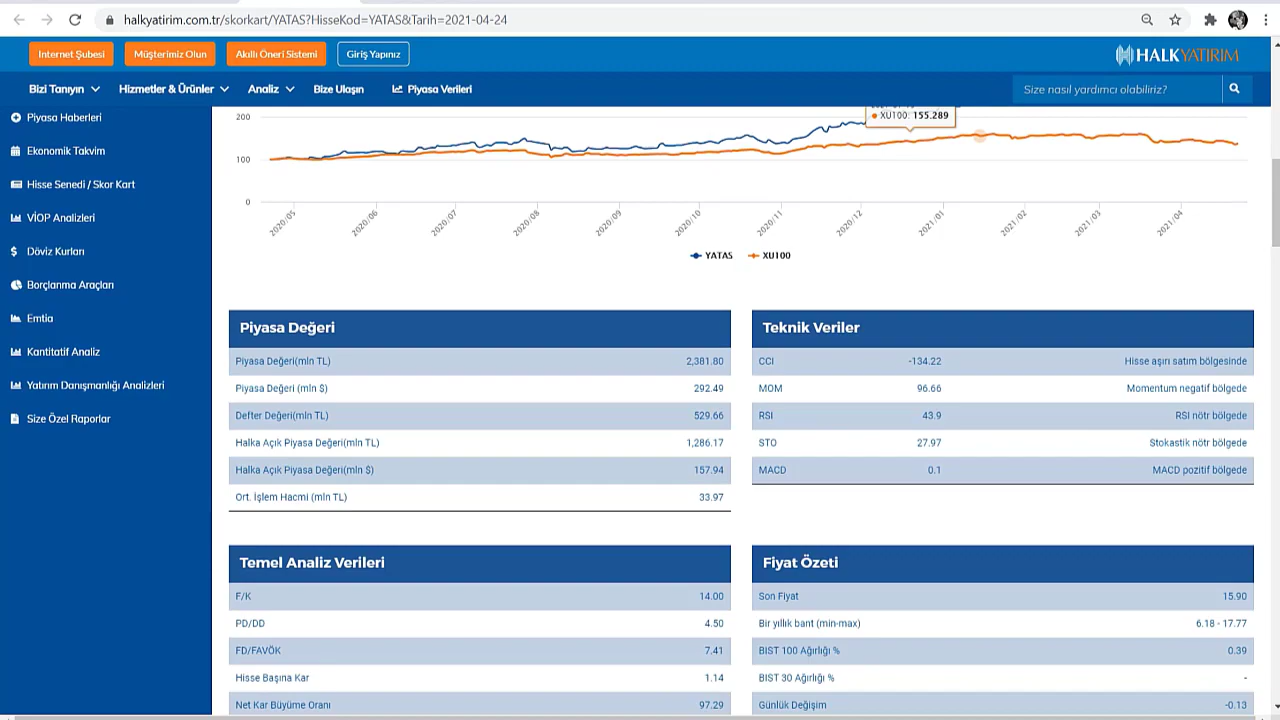 halkyatirim.com.tr/skorkart/YATAS?HisseKod=YATAS&Tarih=2021-04-24
Internet Şubesi
Müşterimiz Olun
Akıllı Öneri Sistemi
Giriş Yapınız
HALKYATIRIM
Bizi Tanıyın
Hizmetler & Ürünler
Analiz
Bize Ulaşın
Piyasa Verileri
Size nasıl yardımcı olabiliriz?
Piyasa Haberleri
Ekonomik Takvim
Hisse Senedi / Skor Kart
VİOP Analizleri
Döviz Kurları
Borçlanma Araçları
Emtia
Kantitatif Analiz
Yatırım Danışmanlığı Analizleri
Size Özel Raporlar
XU100: 155.289
200
100
0
2020/05
2020/06
2020/07
2020/08
2020/09
2020/10
2020/11
2020/12
2021/01
2021/02
2021/03
2021/04
YATAS XU100
Piyasa Değeri
Piyasa Değeri(mln TL) 2,381.80
Piyasa Değeri (mln $) 292.49
Defter Değeri(mln TL) 529.66
Halka Açık Piyasa Değeri(mln TL) 1,286.17
Halka Açık Piyasa Değeri(mln $) 157.94
Ort. İşlem Hacmi (mln TL) 33.97
Teknik Veriler
CCI -134.22 Hisse aşırı satım bölgesinde
MOM 96.66 Momentum negatif bölgede
RSI 43.9 RSI nötr bölgede
STO 27.97 Stokastik nötr bölgede
MACD 0.1 MACD pozitif bölgede
Temel Analiz Verileri
F/K 14.00
PD/DD 4.50
FD/FAVÖK 7.41
Hisse Başına Kar 1.14
Net Kar Büyüme Oranı 97.29
Fiyat Özeti
Son Fiyat 15.90
Bir yıllık bant (min-max) 6.18 - 17.77
BIST 100 Ağırlığı % 0.39
BIST 30 Ağırlığı % -
Günlük Değişim -0.13